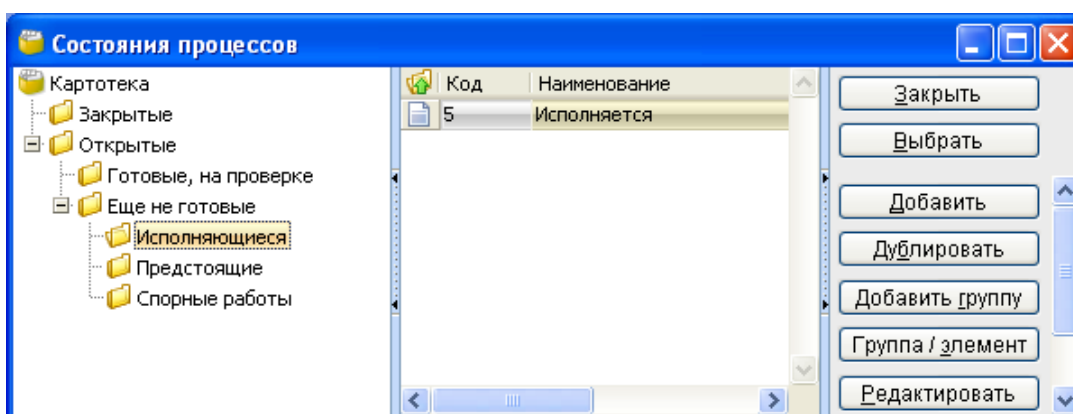 Состояния процессов
Картотека
Закрытые
Открытые
Готовые, на проверке
Еще не готовые
Исполняющиеся
Предстоящие
Спорные работы
Код Наименование
5 Исполняется
Закрыть
Выбрать
Добавить
Дублировать
Добавить группу
Группа / элемент
Редактировать